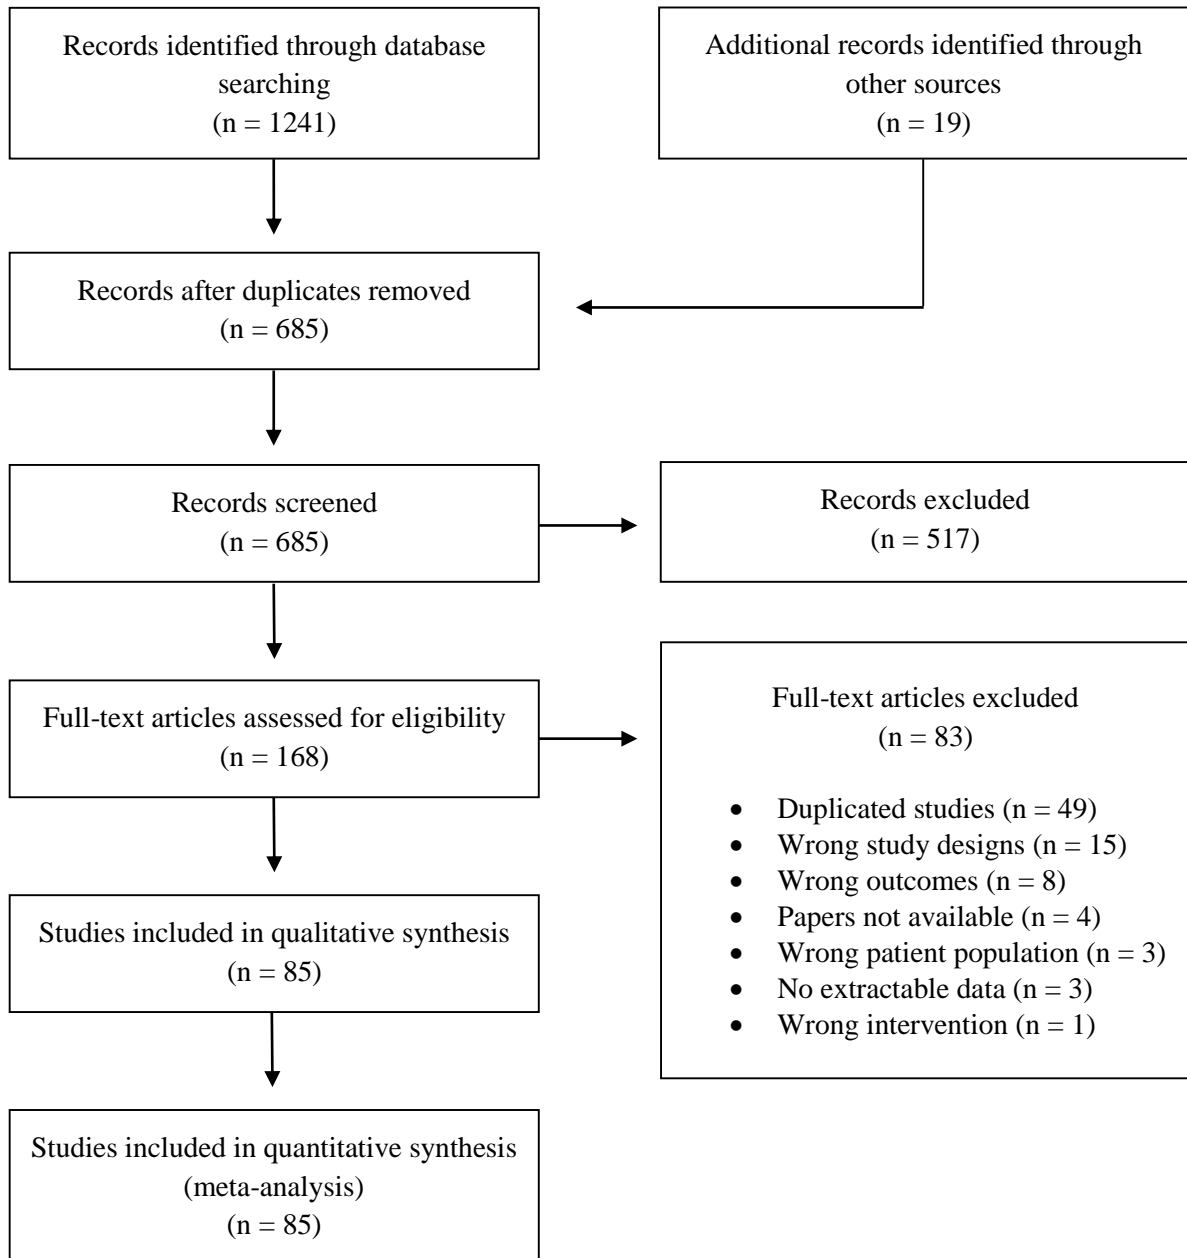 Records identified through database
searching
(n = 1241)
Additional records identified through
other sources
(n = 19)
Records after duplicates removed
(n = 685)
Records screened
(n = 685)
Records excluded
(n = 517)
Full-text articles assessed for eligibility
(n = 168)
Full-text articles excluded
(n = 83)
• Duplicated studies (n = 49)
• Wrong study designs (n = 15)
• Wrong outcomes (n = 8)
• Papers not available (n = 4)
• Wrong patient population (n = 3)
• No extractable data (n = 3)
• Wrong intervention (n = 1)
Studies included in qualitative synthesis
(n = 85)
Studies included in quantitative synthesis
(meta-analysis)
(n = 85)